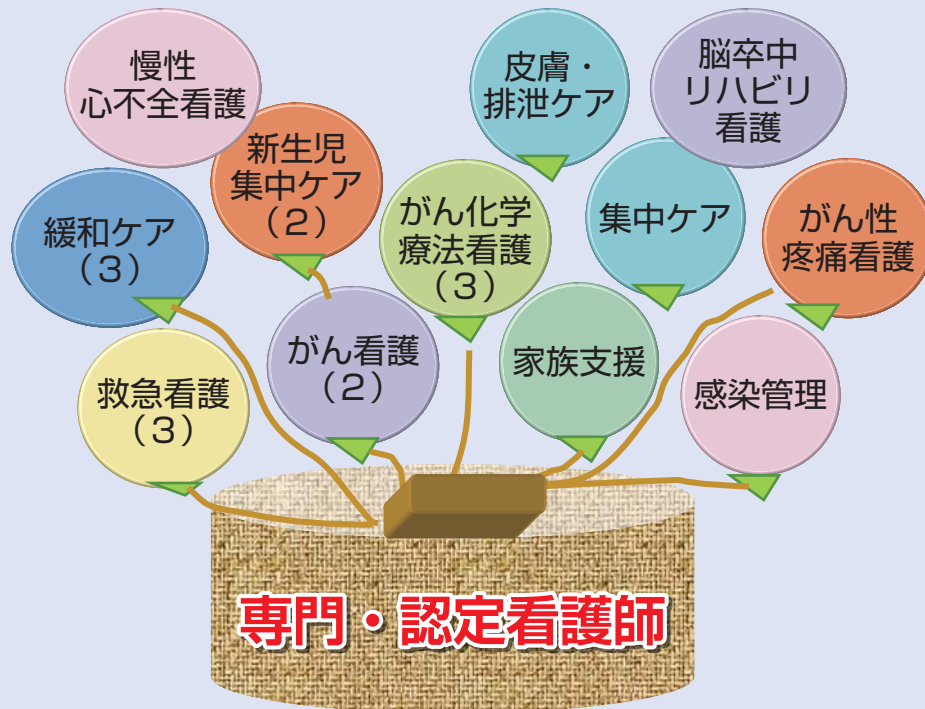 慢性
心不全看護
皮膚・
排泄ケア
脳卒中
リハビリ
看護
新生児
集中ケア
（2）
緩和ケア
（3）
がん化学
療法看護
（3）
集中ケア
がん性
疼痛看護
がん看護
（2）
家族支援
救急看護
（3）
感染管理
専門・認定看護師